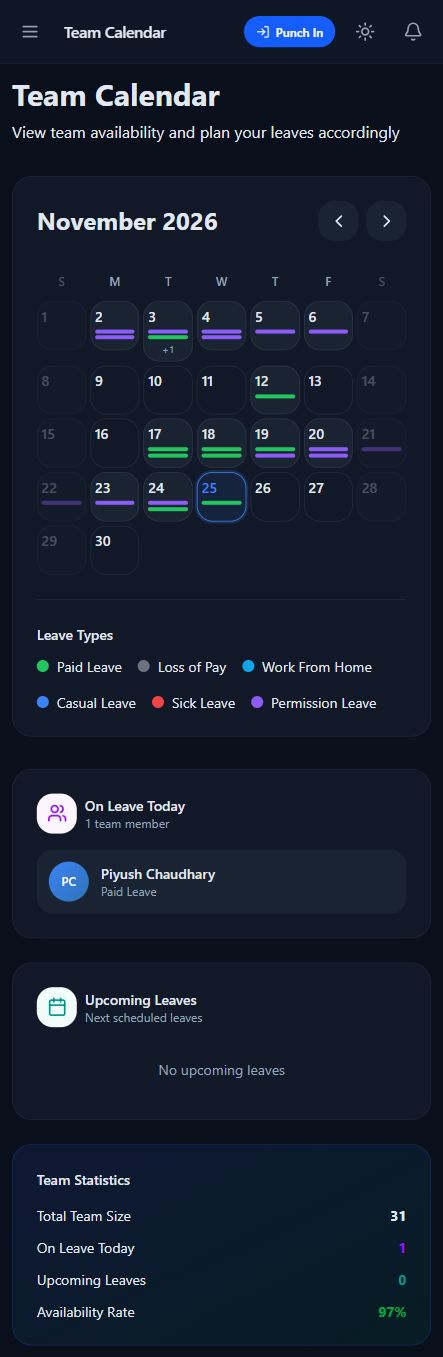 Team Calendar
Punch In
Team Calendar
View team availability and plan your leaves accordingly
November 2026
S M T W T F S
1 2 3 4 5 6 7
+1
8 9 10 11 12 13 14
15 16 17 18 19 20 21
22 23 24 25 26 27 28
29 30
Leave Types
Paid Leave Loss of Pay Work From Home
Casual Leave Sick Leave Permission Leave
On Leave Today
1 team member
PC
Piyush Chaudhary
Paid Leave
Upcoming Leaves
Next scheduled leaves
No upcoming leaves
Team Statistics
Total Team Size 31
On Leave Today 1
Upcoming Leaves 0
Availability Rate 97%